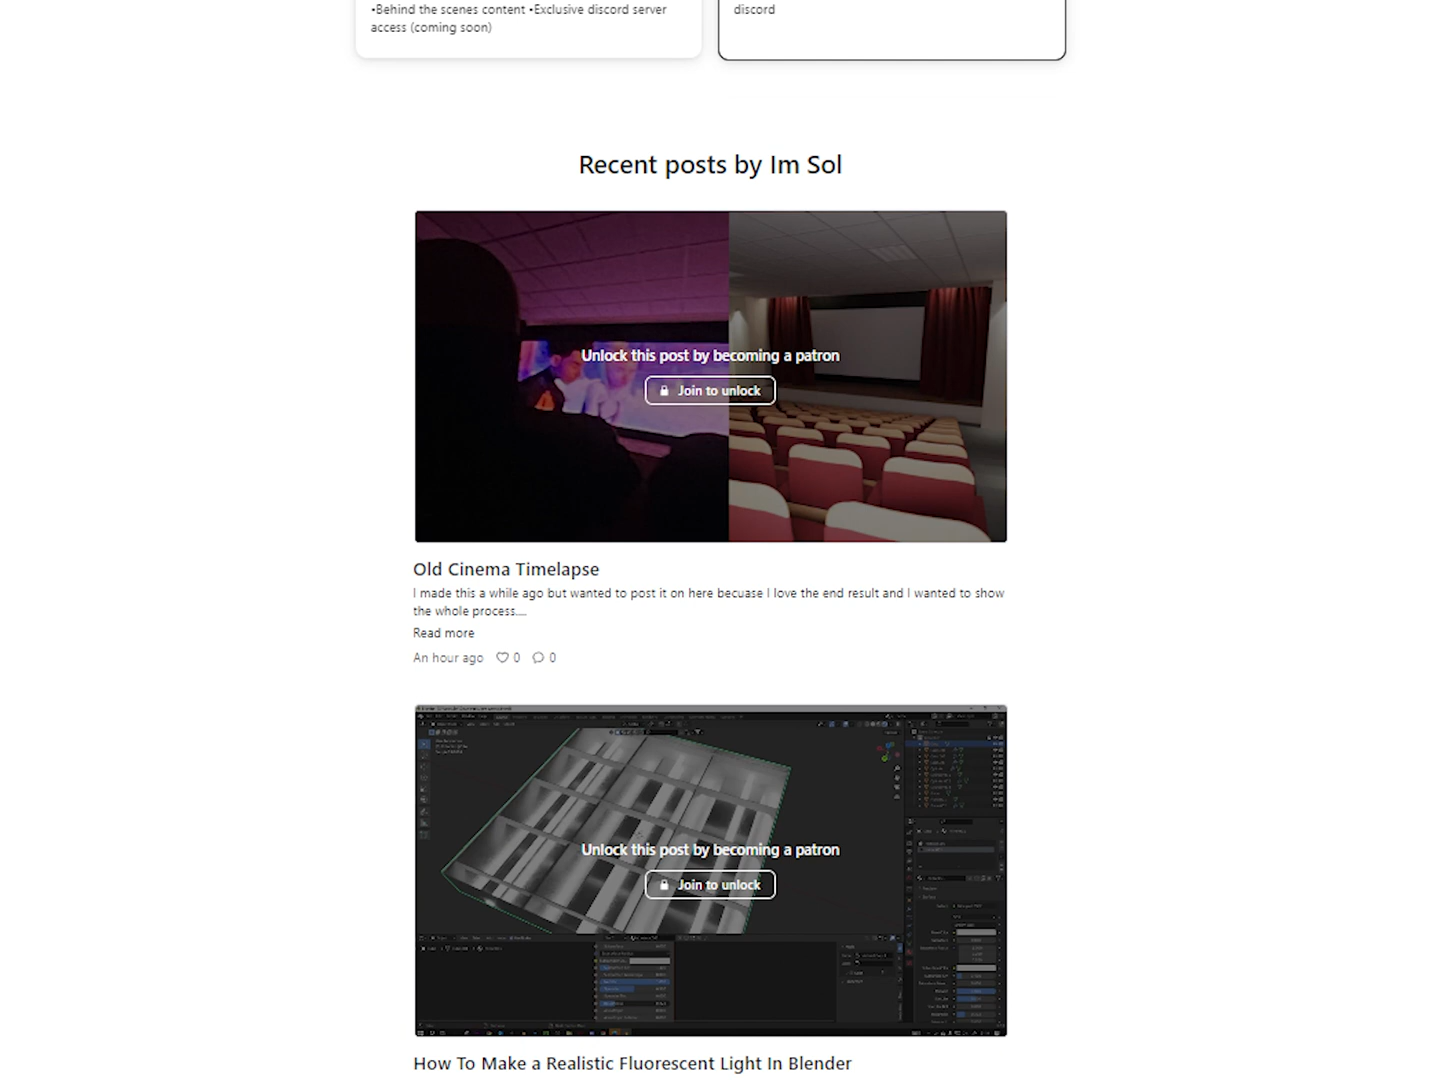 •Behind the scenes content •Exclusive discord server
access (coming soon)
discord
Recent posts by Im Sol
Unlock this post by becoming a patron
Join to unlock
Old Cinema Timelapse
I made this a while ago but wanted to post it on here becuase I love the end result and I wanted to show
the whole process....
Read more
An hour ago 0 0
Unlock this post by becoming a patron
Join to unlock
How To Make a Realistic Fluorescent Light In Blender